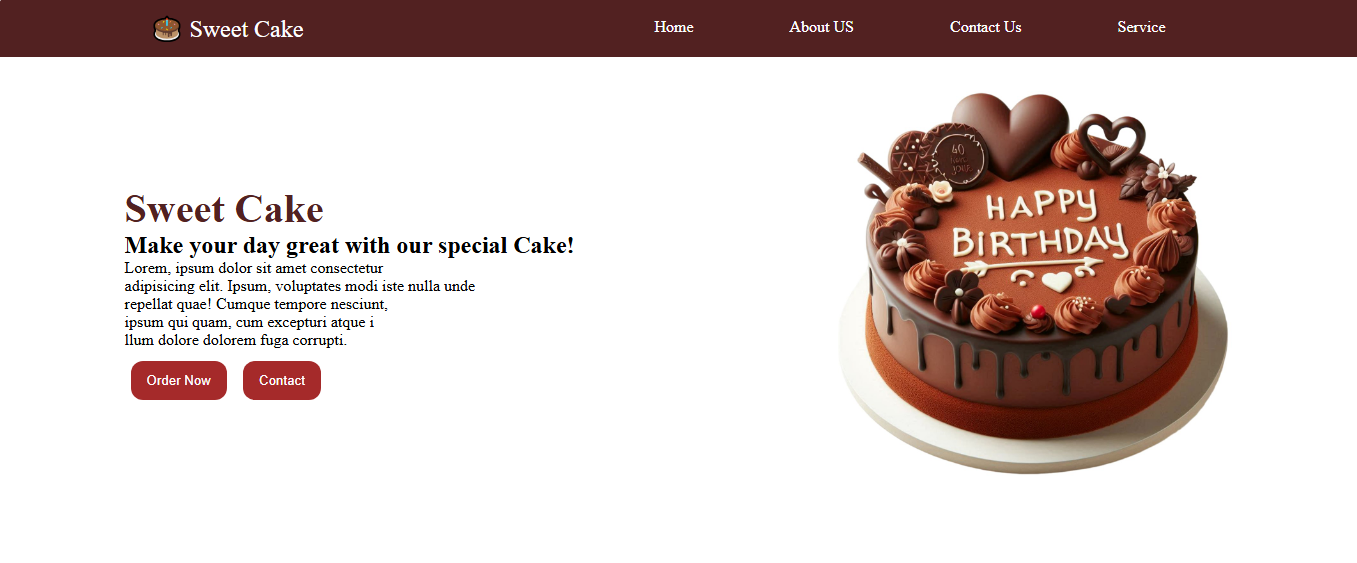 Sweet Cake
Home
About US
Contact Us
Service
Sweet Cake
Make your day great with our special Cake!
Lorem, ipsum dolor sit amet consectetur
adipisicing elit. Ipsum, voluptates modi iste nulla unde
repellat quae! Cumque tempore nesciunt,
ipsum qui quam, cum excepturi atque i
llum dolore dolorem fuga corrupti.
Order Now
Contact
40
HAPPY
BIRTHDAY